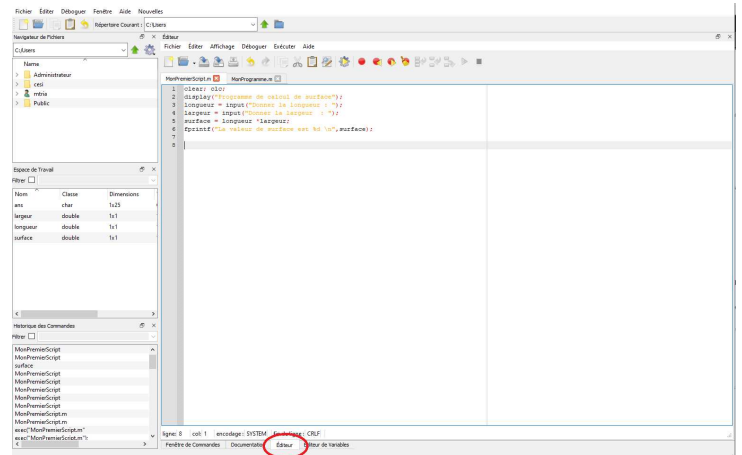 Fichier Éditer Déboguer Fenêtre Aide Nouvelles
Répertoire Courant : C:\Users
Navigateur de Fichiers
C:/Users
Name
Administrateur
cesi
mtria
Public
Espace de Travail
Filtrer
Nom Classe Dimensions
ans char 1x25
largeur double 1x1
longueur double 1x1
surface double 1x1
Historique des Commandes
Filtrer
MonPremierScript
MonPremierScript
surface
MonPremierScript
MonPremierScript
MonPremierScript
MonPremierScript
MonPremierScript
MonPremierScript.m
MonPremierScript.m
exec("MonPremierScript.m"
exec("MonPremierScript.m");
Éditeur
Fichier Éditer Affichage Déboguer Exécuter Aide
MonPremierScript.m MonProgramme.m
1 clear; clc;
2 display("Programme de calcul de surface");
3 longueur = input("Donner la longueur : ");
4 largeur = input("Donner la largeur : ");
5 surface = longueur *largeur;
6 fprintf("La valeur de surface est %d \n",surface);
7
8
ligne: 8 col: 1 encodage: SYSTEM fin de ligne: CRLF
Fenêtre de Commandes Documentation Éditeur Éditeur de Variables